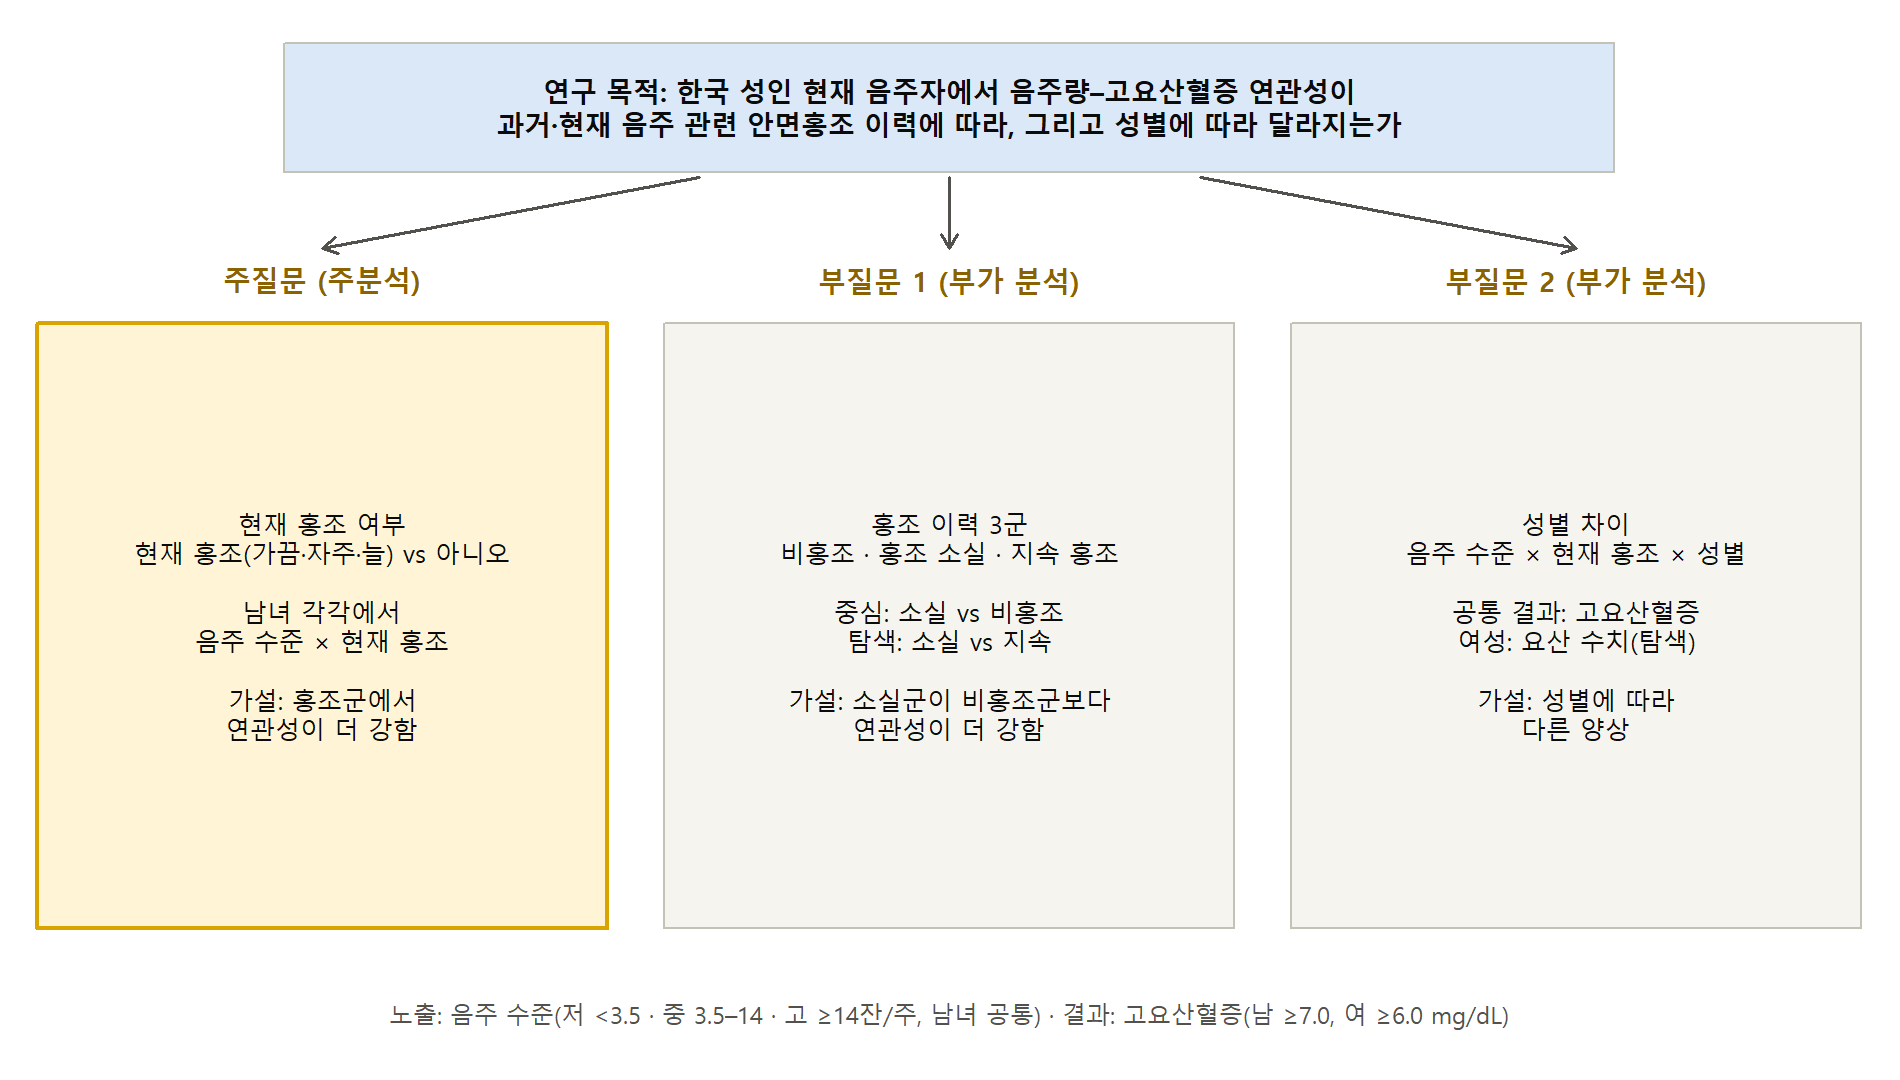 연구 목적: 한국 성인 현재 음주자에서 음주량–고요산혈증 연관성이
과거·현재 음주 관련 안면홍조 이력에 따라, 그리고 성별에 따라 달라지는가
주질문 (주분석)
현재 홍조 여부
현재 홍조(가끔·자주·늘) vs 아니오
남녀 각각에서
음주 수준 × 현재 홍조
가설: 홍조군에서
연관성이 더 강함
부질문 1 (부가 분석)
홍조 이력 3군
비홍조 · 홍조 소실 · 지속 홍조
중심: 소실 vs 비홍조
탐색: 소실 vs 지속
가설: 소실군이 비홍조군보다
연관성이 더 강함
부질문 2 (부가 분석)
성별 차이
음주 수준 × 현재 홍조 × 성별
공통 결과: 고요산혈증
여성: 요산 수치(탐색)
가설: 성별에 따라
다른 양상
노출: 음주 수준(저 <3.5 · 중 3.5–14 · 고 ≥14잔/주, 남녀 공통) · 결과: 고요산혈증(남 ≥7.0, 여 ≥6.0 mg/dL)